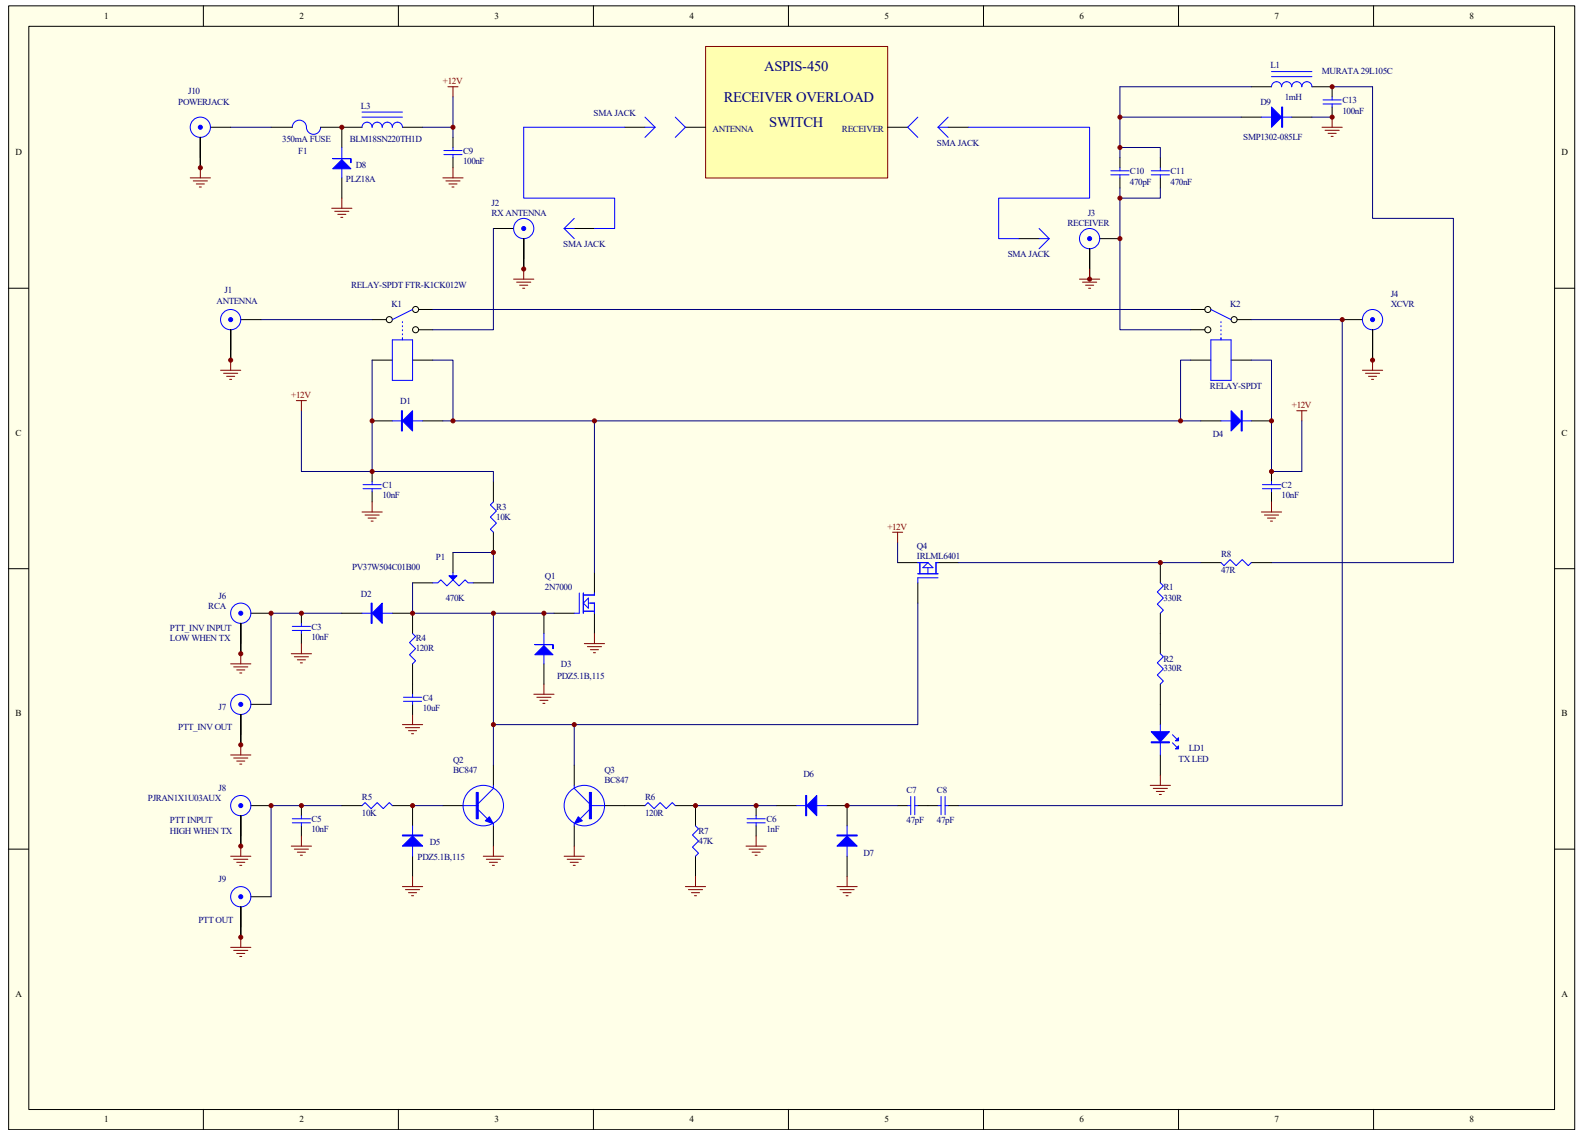 1 2 3 4 5 6 7 8
D
C
B
A
J10
POWERJACK
350mA FUSE
F1
L3
BLM18SN220TH1D
D8
PLZ18A
+12V
C9
100nF
SMA JACK
ASPIS-450
RECEIVER OVERLOAD
SWITCH
ANTENNA
RECEIVER
SMA JACK
L1
MURATA 29L105C
1mH
C13
100nF
D9
SMP1302-085LF
C10
470pF
C11
470nF
J2
RX ANTENNA
SMA JACK
J3
RECEIVER
SMA JACK
RELAY-SPDT FTR-K1CK012W
J1
ANTENNA
K1
K2
J4
XCVR
RELAY-SPDT
+12V
D1
D4
+12V
C1
10nF
C2
10nF
R3
10K
P1
PV37W504C01B00
470K
Q1
2N7000
+12V
Q4
IRLML6401
R8
47R
R1
330R
R2
330R
LD1
TX LED
J6
RCA
PTT_INV INPUT
LOW WHEN TX
C3
10nF
D2
R4
120R
C4
10uF
D3
PDZ5.1B,115
J7
PTT_INV OUT
Q2
BC847
Q3
BC847
J8
PJRAN1X1U03AUX
PTT INPUT
HIGH WHEN TX
C5
10nF
R5
10K
D5
PDZ5.1B,115
R6
120R
R7
47K
C6
1nF
D6
D7
C7
47pF
C8
47pF
J9
PTT OUT
D
C
B
A
1 2 3 4 5 6 7 8